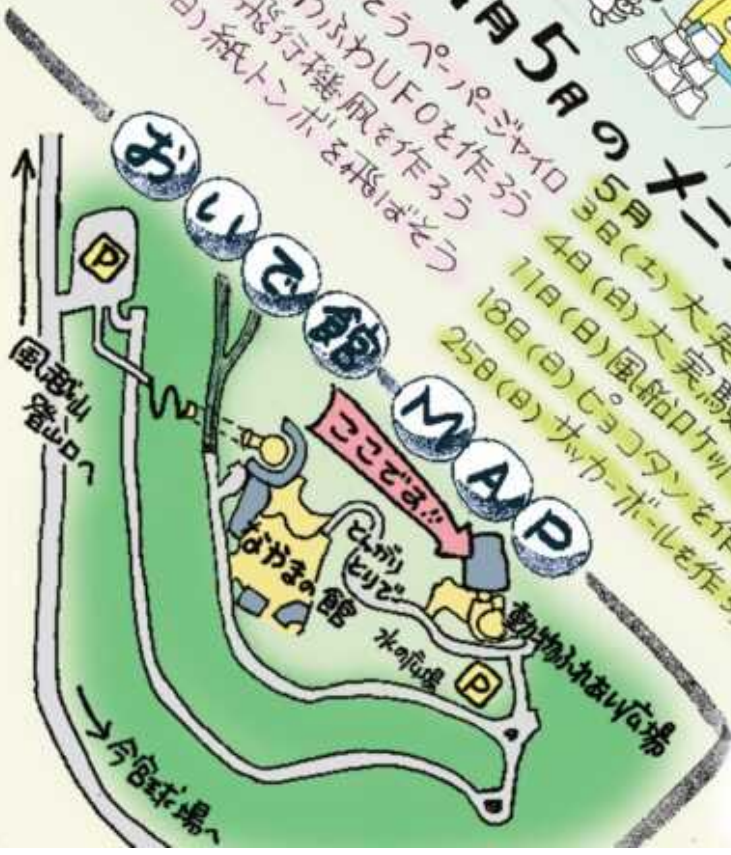 月5月のメニ
そうペーパージャイロ
ふわUFOを作ろう
飛行機凧を作ろう
日)紙トンボを飛ばそう
5月
3日(土)大実
4日(日)大実験
11日(日)風船ロケット
18日(日)ピョコタンを作
25日(日)サッカーボールを作ろ
おいで館MAP
P
風越山
登山口へ
ここです!!
なかまの館
とんがり
とりで
水の広場
P
動物ふれあい広場
→今宮球場へ